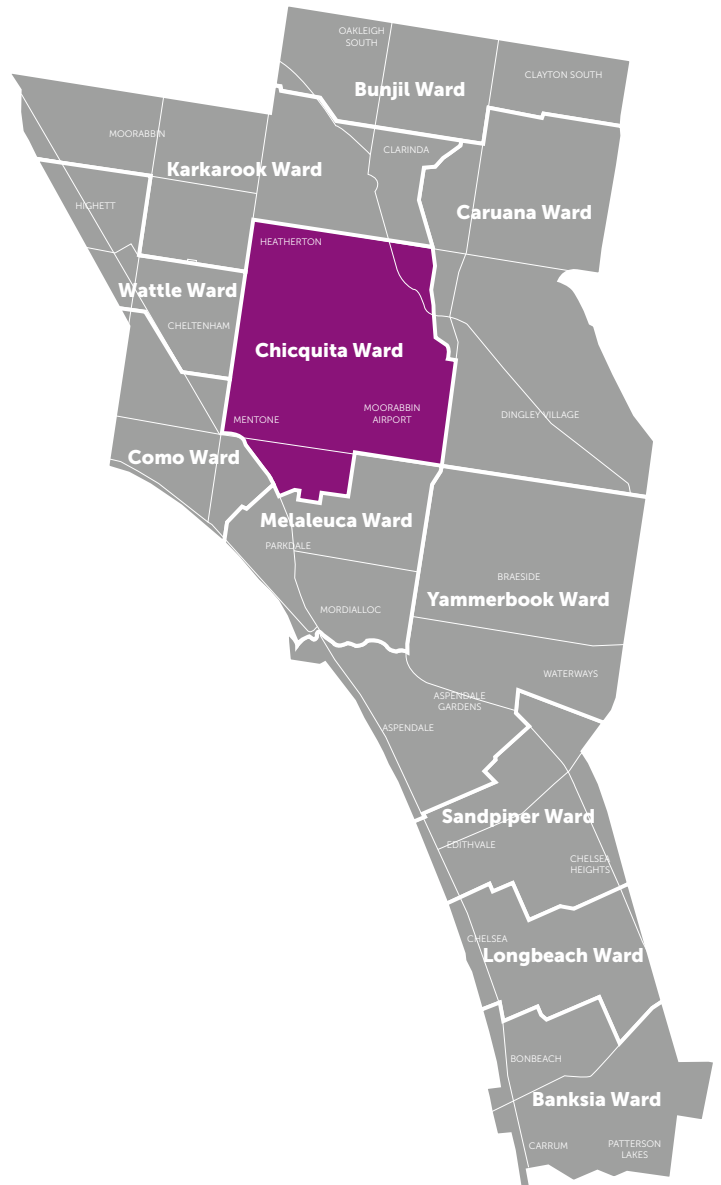 OAKLEIGH
SOUTH
CLAYTON SOUTH
Bunjil Ward
MOORABBIN
CLARINDA
Karkarook Ward
HIGHETT
Caruana Ward
HEATHERTON
Wattle Ward
CHELTENHAM
Chicquita Ward
MOORABBIN
AIRPORT
MENTONE
DINGLEY VILLAGE
Como Ward
Melaleuca Ward
PARKDALE
BRAESIDE
Yammerbook Ward
MORDIALLOC
WATERWAYS
ASPENDALE
GARDENS
ASPENDALE
Sandpiper Ward
EDITHVALE
CHELSEA
HEIGHTS
CHELSEA
Longbeach Ward
BONBEACH
Banksia Ward
CARRUM
PATTERSON
LAKES